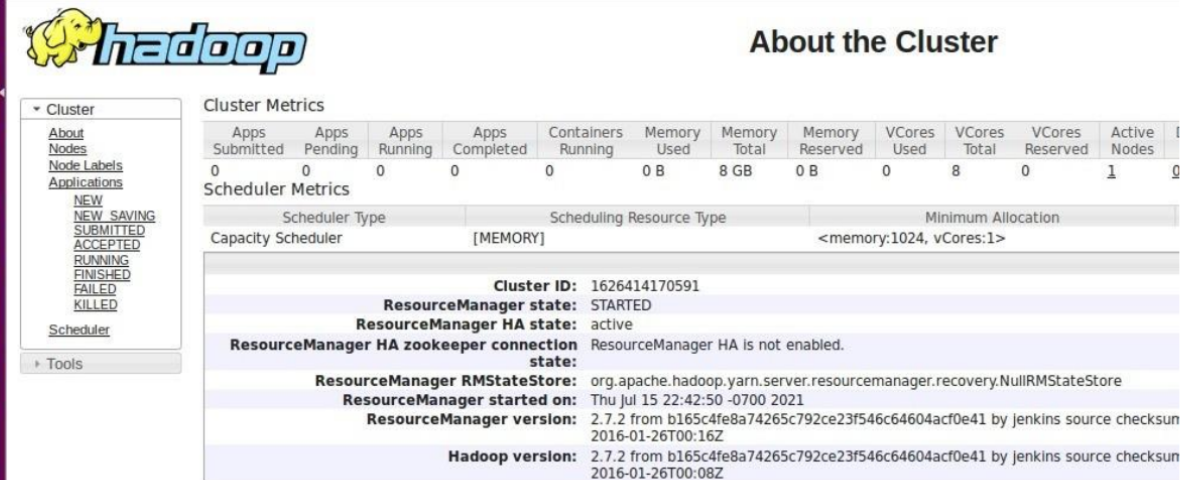 hadoop
About the Cluster
Cluster
About
Nodes
Node Labels
Applications
NEW
NEW_SAVING
SUBMITTED
ACCEPTED
RUNNING
FINISHED
FAILED
KILLED
Scheduler
Tools
Cluster Metrics
Apps Submitted Apps Pending Apps Running Apps Completed Containers Running Memory Used Memory Total Memory Reserved VCores Used VCores Total VCores Reserved Active Nodes
0 0 0 0 0 0 B 8 GB 0 B 0 8 0 1 0
Scheduler Metrics
Scheduler Type Scheduling Resource Type Minimum Allocation
Capacity Scheduler [MEMORY] <memory:1024, vCores:1>
Cluster ID: 1626414170591
ResourceManager state: STARTED
ResourceManager HA state: active
ResourceManager HA zookeeper connection state: ResourceManager HA is not enabled.
ResourceManager RMStateStore: org.apache.hadoop.yarn.server.resourcemanager.recovery.NullRMStateStore
ResourceManager started on: Thu Jul 15 22:42:50 -0700 2021
ResourceManager version: 2.7.2 from b165c4fe8a74265c792ce23f546c64604acf0e41 by jenkins source checksum
2016-01-26T00:16Z
Hadoop version: 2.7.2 from b165c4fe8a74265c792ce23f546c64604acf0e41 by jenkins source checksum
2016-01-26T00:08Z